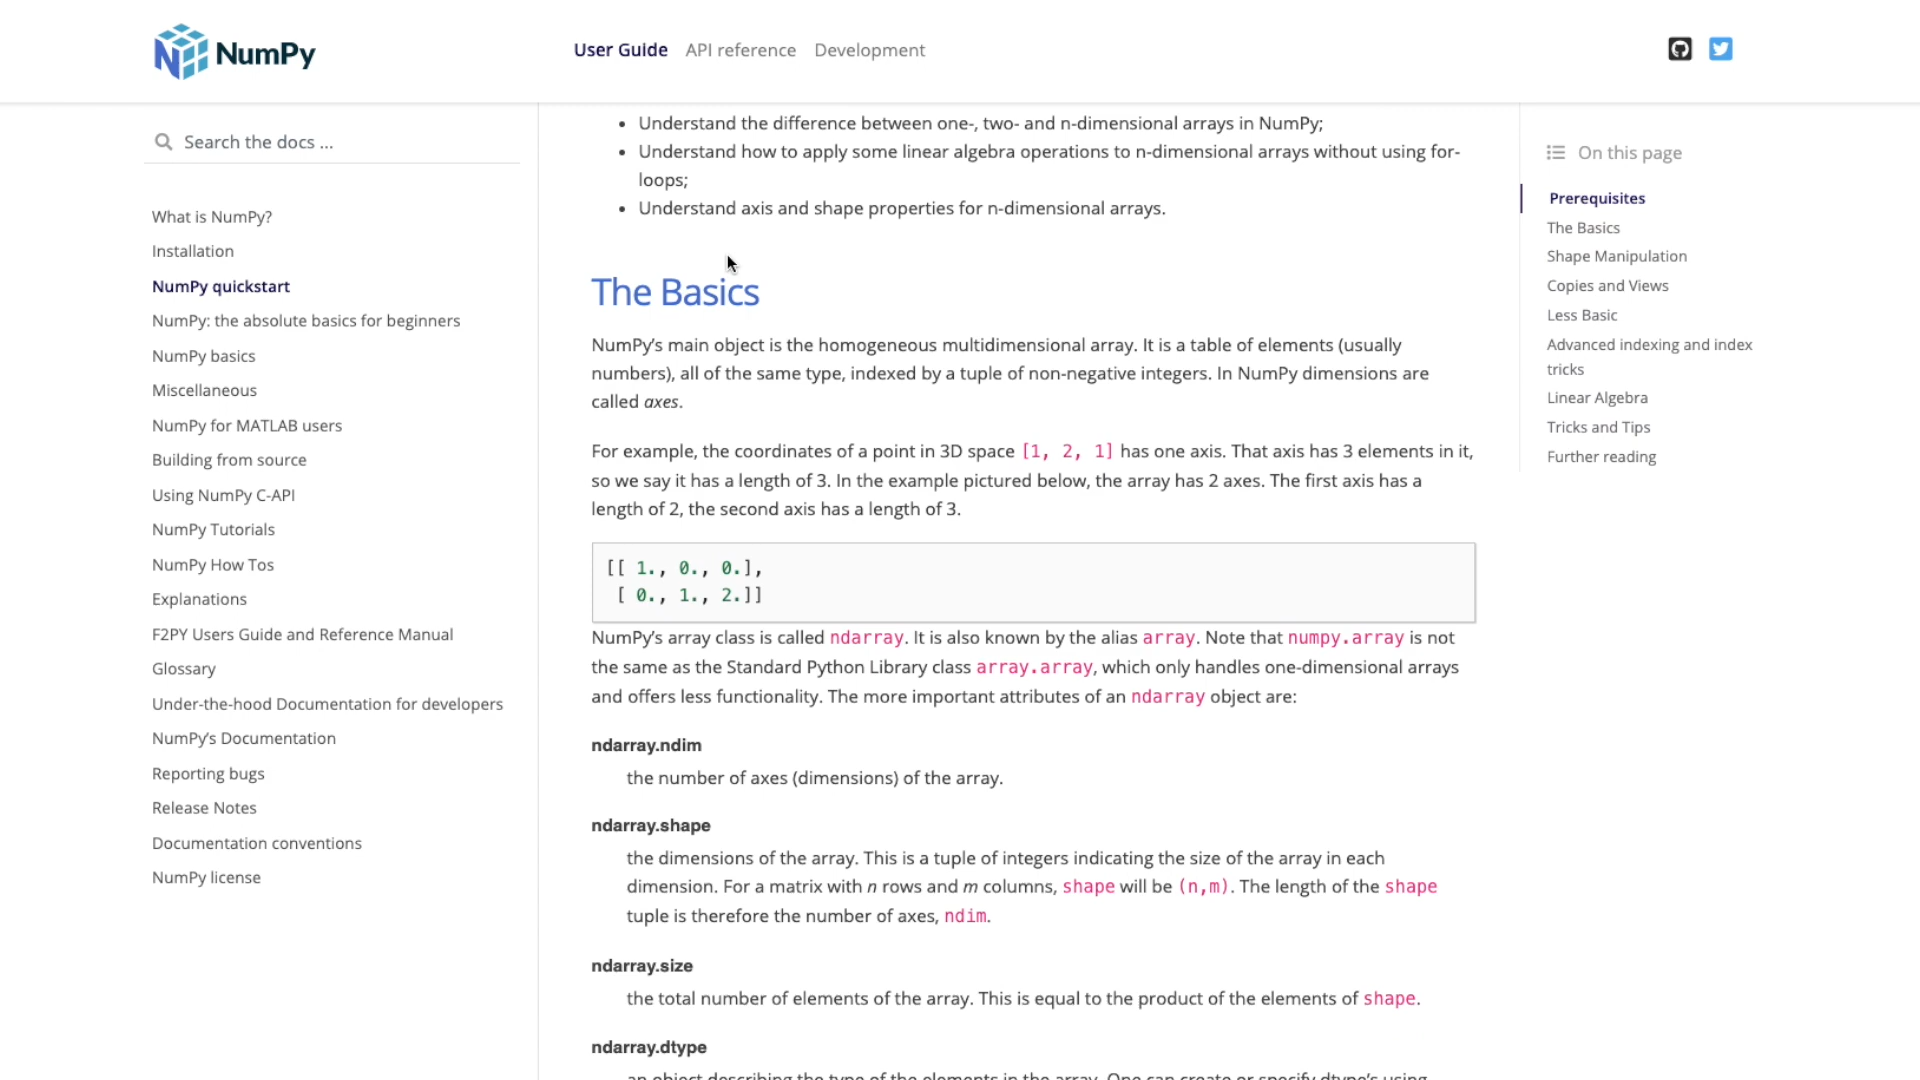 NumPy
User Guide API reference Development
Search the docs ...
What is NumPy?
Installation
NumPy quickstart
NumPy: the absolute basics for beginners
NumPy basics
Miscellaneous
NumPy for MATLAB users
Building from source
Using NumPy C-API
NumPy Tutorials
NumPy How Tos
Explanations
F2PY Users Guide and Reference Manual
Glossary
Under-the-hood Documentation for developers
NumPy’s Documentation
Reporting bugs
Release Notes
Documentation conventions
NumPy license
• Understand the difference between one-, two- and n-dimensional arrays in NumPy;
• Understand how to apply some linear algebra operations to n-dimensional arrays without using for-
loops;
• Understand axis and shape properties for n-dimensional arrays.
The Basics
NumPy’s main object is the homogeneous multidimensional array. It is a table of elements (usually
numbers), all of the same type, indexed by a tuple of non-negative integers. In NumPy dimensions are
called axes.
For example, the coordinates of a point in 3D space [1, 2, 1] has one axis. That axis has 3 elements in it,
so we say it has a length of 3. In the example pictured below, the array has 2 axes. The first axis has a
length of 2, the second axis has a length of 3.
[[ 1., 0., 0.],
 [ 0., 1., 2.]]
NumPy’s array class is called ndarray. It is also known by the alias array. Note that numpy.array is not
the same as the Standard Python Library class array.array, which only handles one-dimensional arrays
and offers less functionality. The more important attributes of an ndarray object are:
ndarray.ndim
the number of axes (dimensions) of the array.
ndarray.shape
the dimensions of the array. This is a tuple of integers indicating the size of the array in each
dimension. For a matrix with n rows and m columns, shape will be (n,m). The length of the shape
tuple is therefore the number of axes, ndim.
ndarray.size
the total number of elements of the array. This is equal to the product of the elements of shape.
ndarray.dtype
an object describing the type of the elements in the array. One can create or specify dtype’s using
On this page
Prerequisites
The Basics
Shape Manipulation
Copies and Views
Less Basic
Advanced indexing and index
tricks
Linear Algebra
Tricks and Tips
Further reading